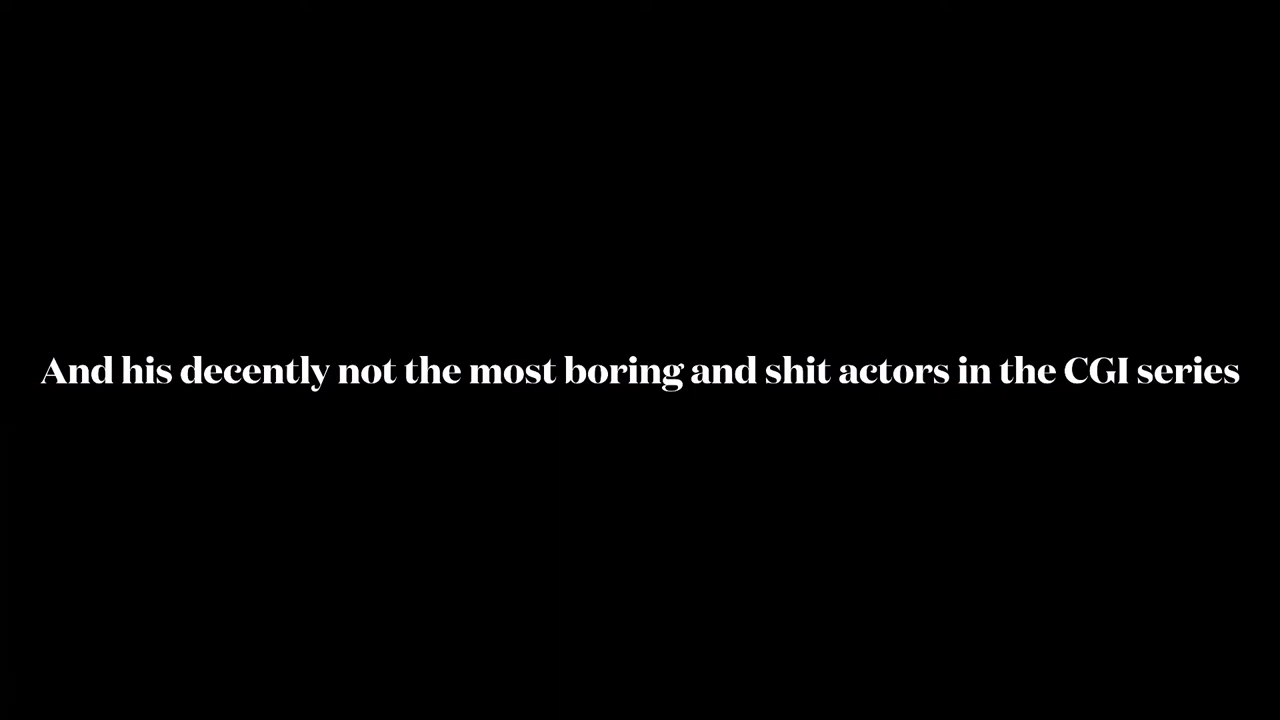 And his decently not the most boring and shit actors in the CGI series